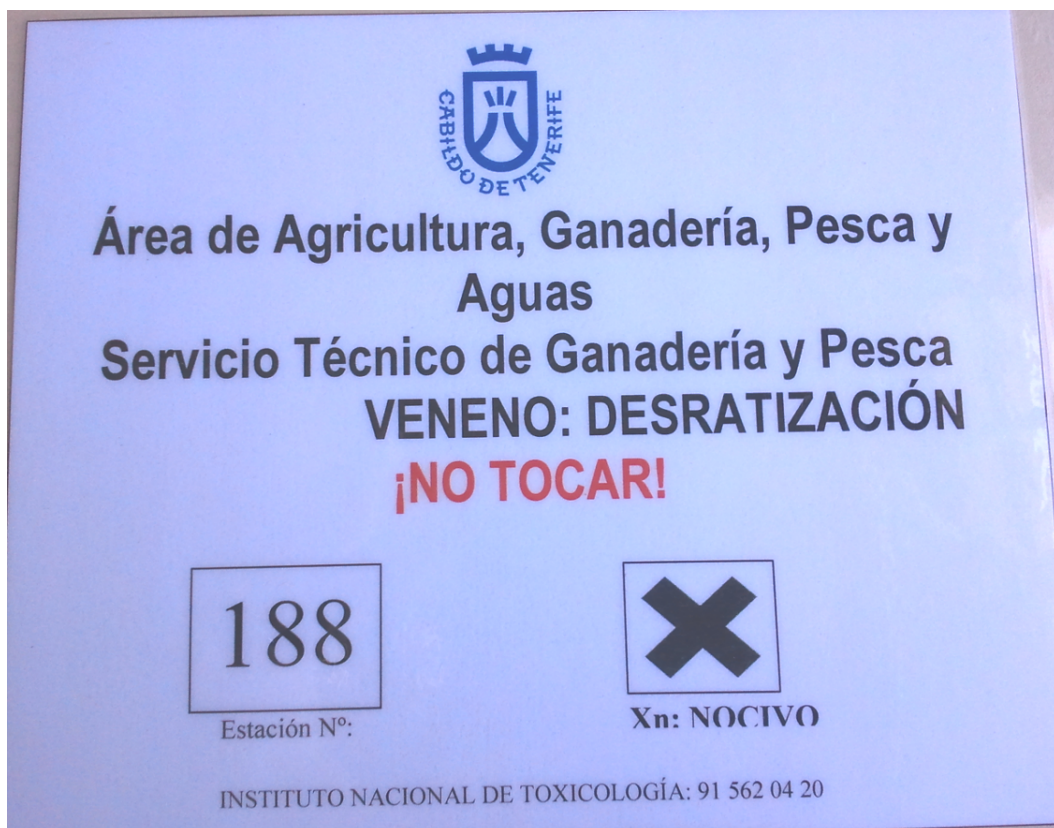 CABILDO DE TENERIFE
Área de Agricultura, Ganadería, Pesca y
Aguas
Servicio Técnico de Ganadería y Pesca
VENENO: DESRATIZACIÓN
¡NO TOCAR!
188
Estación Nº:
Xn: NOCIVO
INSTITUTO NACIONAL DE TOXICOLOGÍA: 91 562 04 20